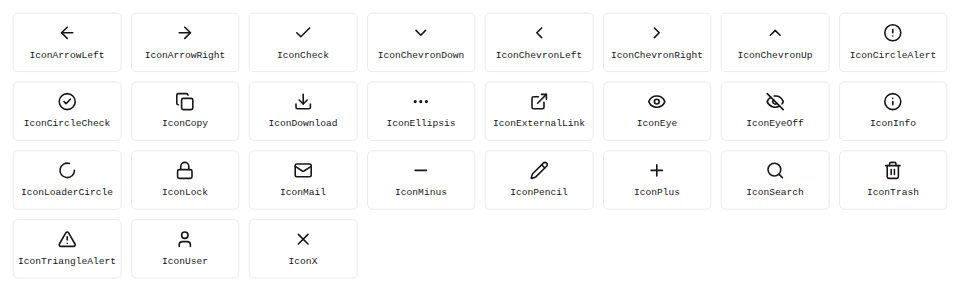 IconArrowLeft
IconArrowRight
IconCheck
IconChevronDown
IconChevronLeft
IconChevronRight
IconChevronUp
IconCircleAlert
IconCircleCheck
IconCopy
IconDownload
IconEllipsis
IconExternalLink
IconEye
IconEyeOff
IconInfo
IconLoaderCircle
IconLock
IconMail
IconMinus
IconPencil
IconPlus
IconSearch
IconTrash
IconTriangleAlert
IconUser
IconX